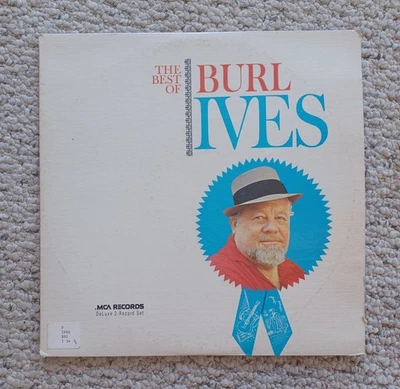 THE
BEST
OF
BURL
IVES
MCA RECORDS
DeLuxe 2 Record Set